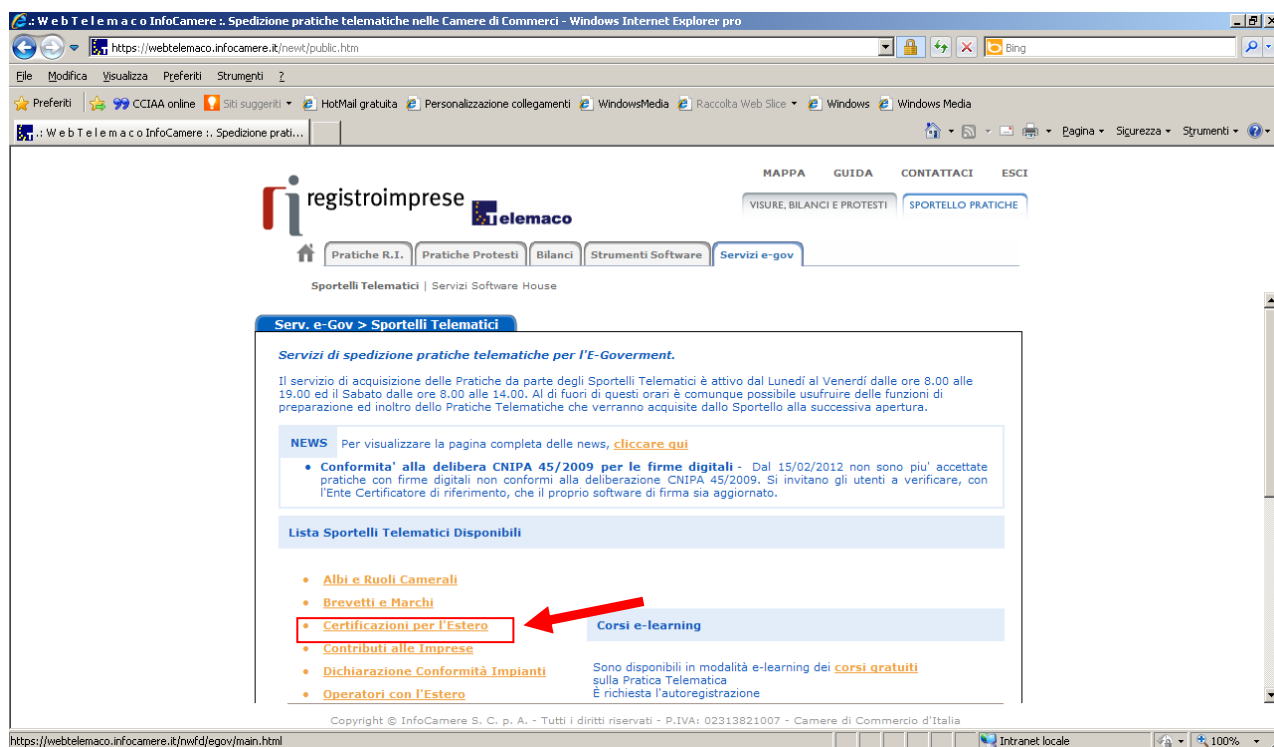 .: W e b T e l e m a c o InfoCamere :. Spedizione pratiche telematiche nelle Camere di Commerci - Windows Internet Explorer pro
https://webtelemaco.infocamere.it/newt/public.htm
Bing
File Modifica Visualizza Preferiti Strumenti ?
Preferiti CCIAA online Siti suggeriti HotMail gratuita Personalizzazione collegamenti WindowsMedia Raccolta Web Slice Windows Windows Media
.: W e b T e l e m a c o InfoCamere :. Spedizione prati...
Pagina Sicurezza Strumenti
MAPPA GUIDA CONTATTACI ESCI
registroimprese Telemaco
VISURE, BILANCI E PROTESTI SPORTELLO PRATICHE
Pratiche R.I. Pratiche Protesti Bilanci Strumenti Software Servizi e-gov
Sportelli Telematici | Servizi Software House
Serv. e-Gov > Sportelli Telematici
Servizi di spedizione pratiche telematiche per l'E-Goverment.
Il servizio di acquisizione delle Pratiche da parte degli Sportelli Telematici è attivo dal Lunedí al Venerdí dalle ore 8.00 alle
19.00 ed il Sabato dalle ore 8.00 alle 14.00. Al di fuori di questi orari è comunque possibile usufruire delle funzioni di
preparazione ed inoltro dello Pratiche Telematiche che verranno acquisite dallo Sportello alla successiva apertura.
NEWS Per visualizzare la pagina completa delle news, cliccare qui
• Conformita' alla delibera CNIPA 45/2009 per le firme digitali - Dal 15/02/2012 non sono piu' accettate
pratiche con firme digitali non conformi alla deliberazione CNIPA 45/2009. Si invitano gli utenti a verificare, con
l'Ente Certificatore di riferimento, che il proprio software di firma sia aggiornato.
Lista Sportelli Telematici Disponibili
• Albi e Ruoli Camerali
• Brevetti e Marchi
• Certificazioni per l'Estero
• Contributi alle Imprese
• Dichiarazione Conformità Impianti
• Operatori con l'Estero
Corsi e-learning
Sono disponibili in modalità e-learning dei corsi gratuiti
sulla Pratica Telematica
È richiesta l'autoregistrazione
Copyright © InfoCamere S. C. p. A. - Tutti i diritti riservati - P.IVA: 02313821007 - Camere di Commercio d'Italia
https://webtelemaco.infocamere.it/nwfd/egov/main.html
Intranet locale
100%